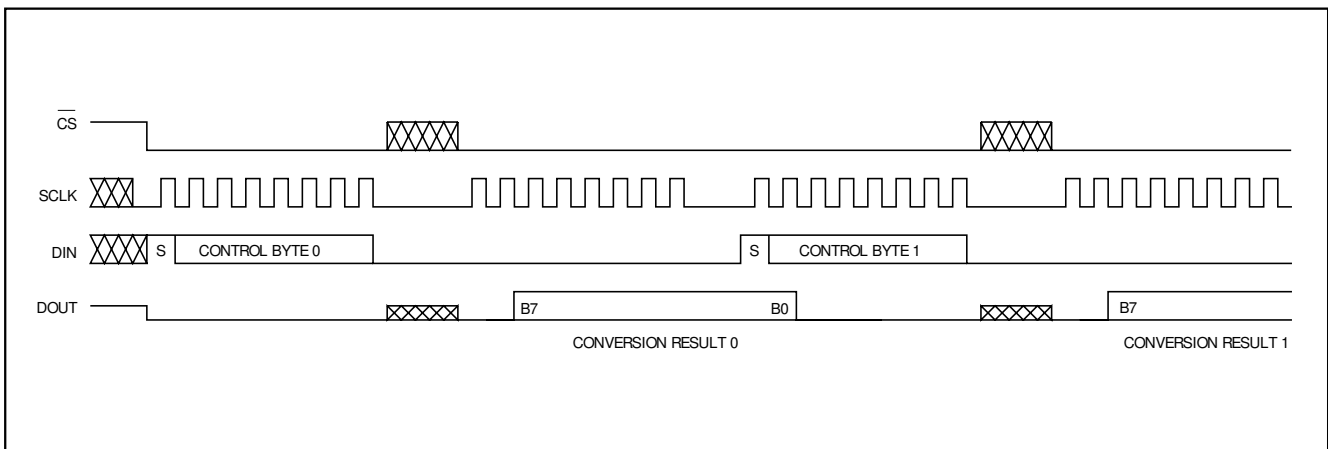 CS
SCLK
DIN S CONTROL BYTE 0 S CONTROL BYTE 1
DOUT B7 B0 B7
CONVERSION RESULT 0 CONVERSION RESULT 1